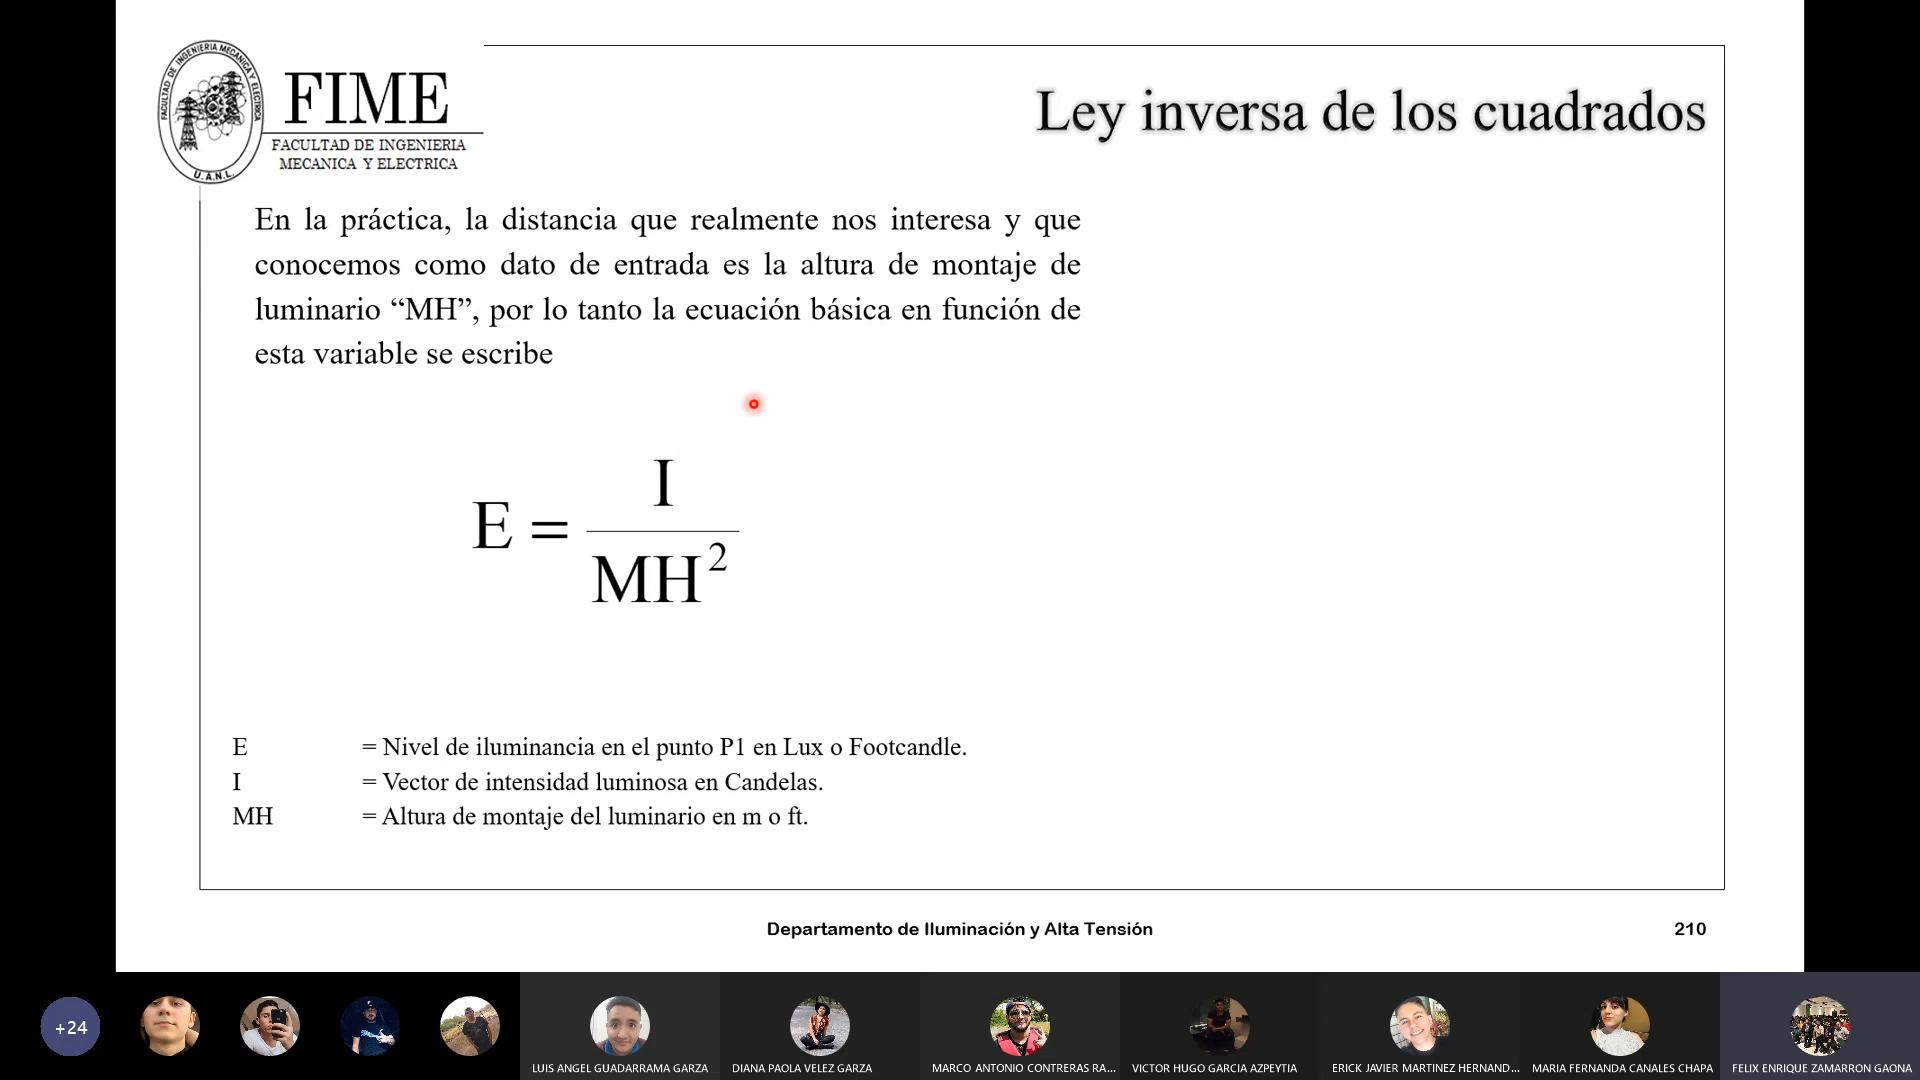 FACULTAD DE INGENIERIA MECANICA Y ELECTRICA
U.A.N.L.
FIME
FACULTAD DE INGENIERIA
MECANICA Y ELECTRICA
Ley inversa de los cuadrados
En la práctica, la distancia que realmente nos interesa y que
conocemos como dato de entrada es la altura de montaje de
luminario “MH”, por lo tanto la ecuación básica en función de
esta variable se escribe
E = I / MH²
E = Nivel de iluminancia en el punto P1 en Lux o Footcandle.
I = Vector de intensidad luminosa en Candelas.
MH = Altura de montaje del luminario en m o ft.
Departamento de Iluminación y Alta Tensión
210
+24
LUIS ANGEL GUADARRAMA GARZA
DIANA PAOLA VELEZ GARZA
MARCO ANTONIO CONTRERAS RA...
VICTOR HUGO GARCIA AZPEYTIA
ERICK JAVIER MARTINEZ HERNAND...
MARIA FERNANDA CANALES CHAPA
FELIX ENRIQUE ZAMARRON GAONA